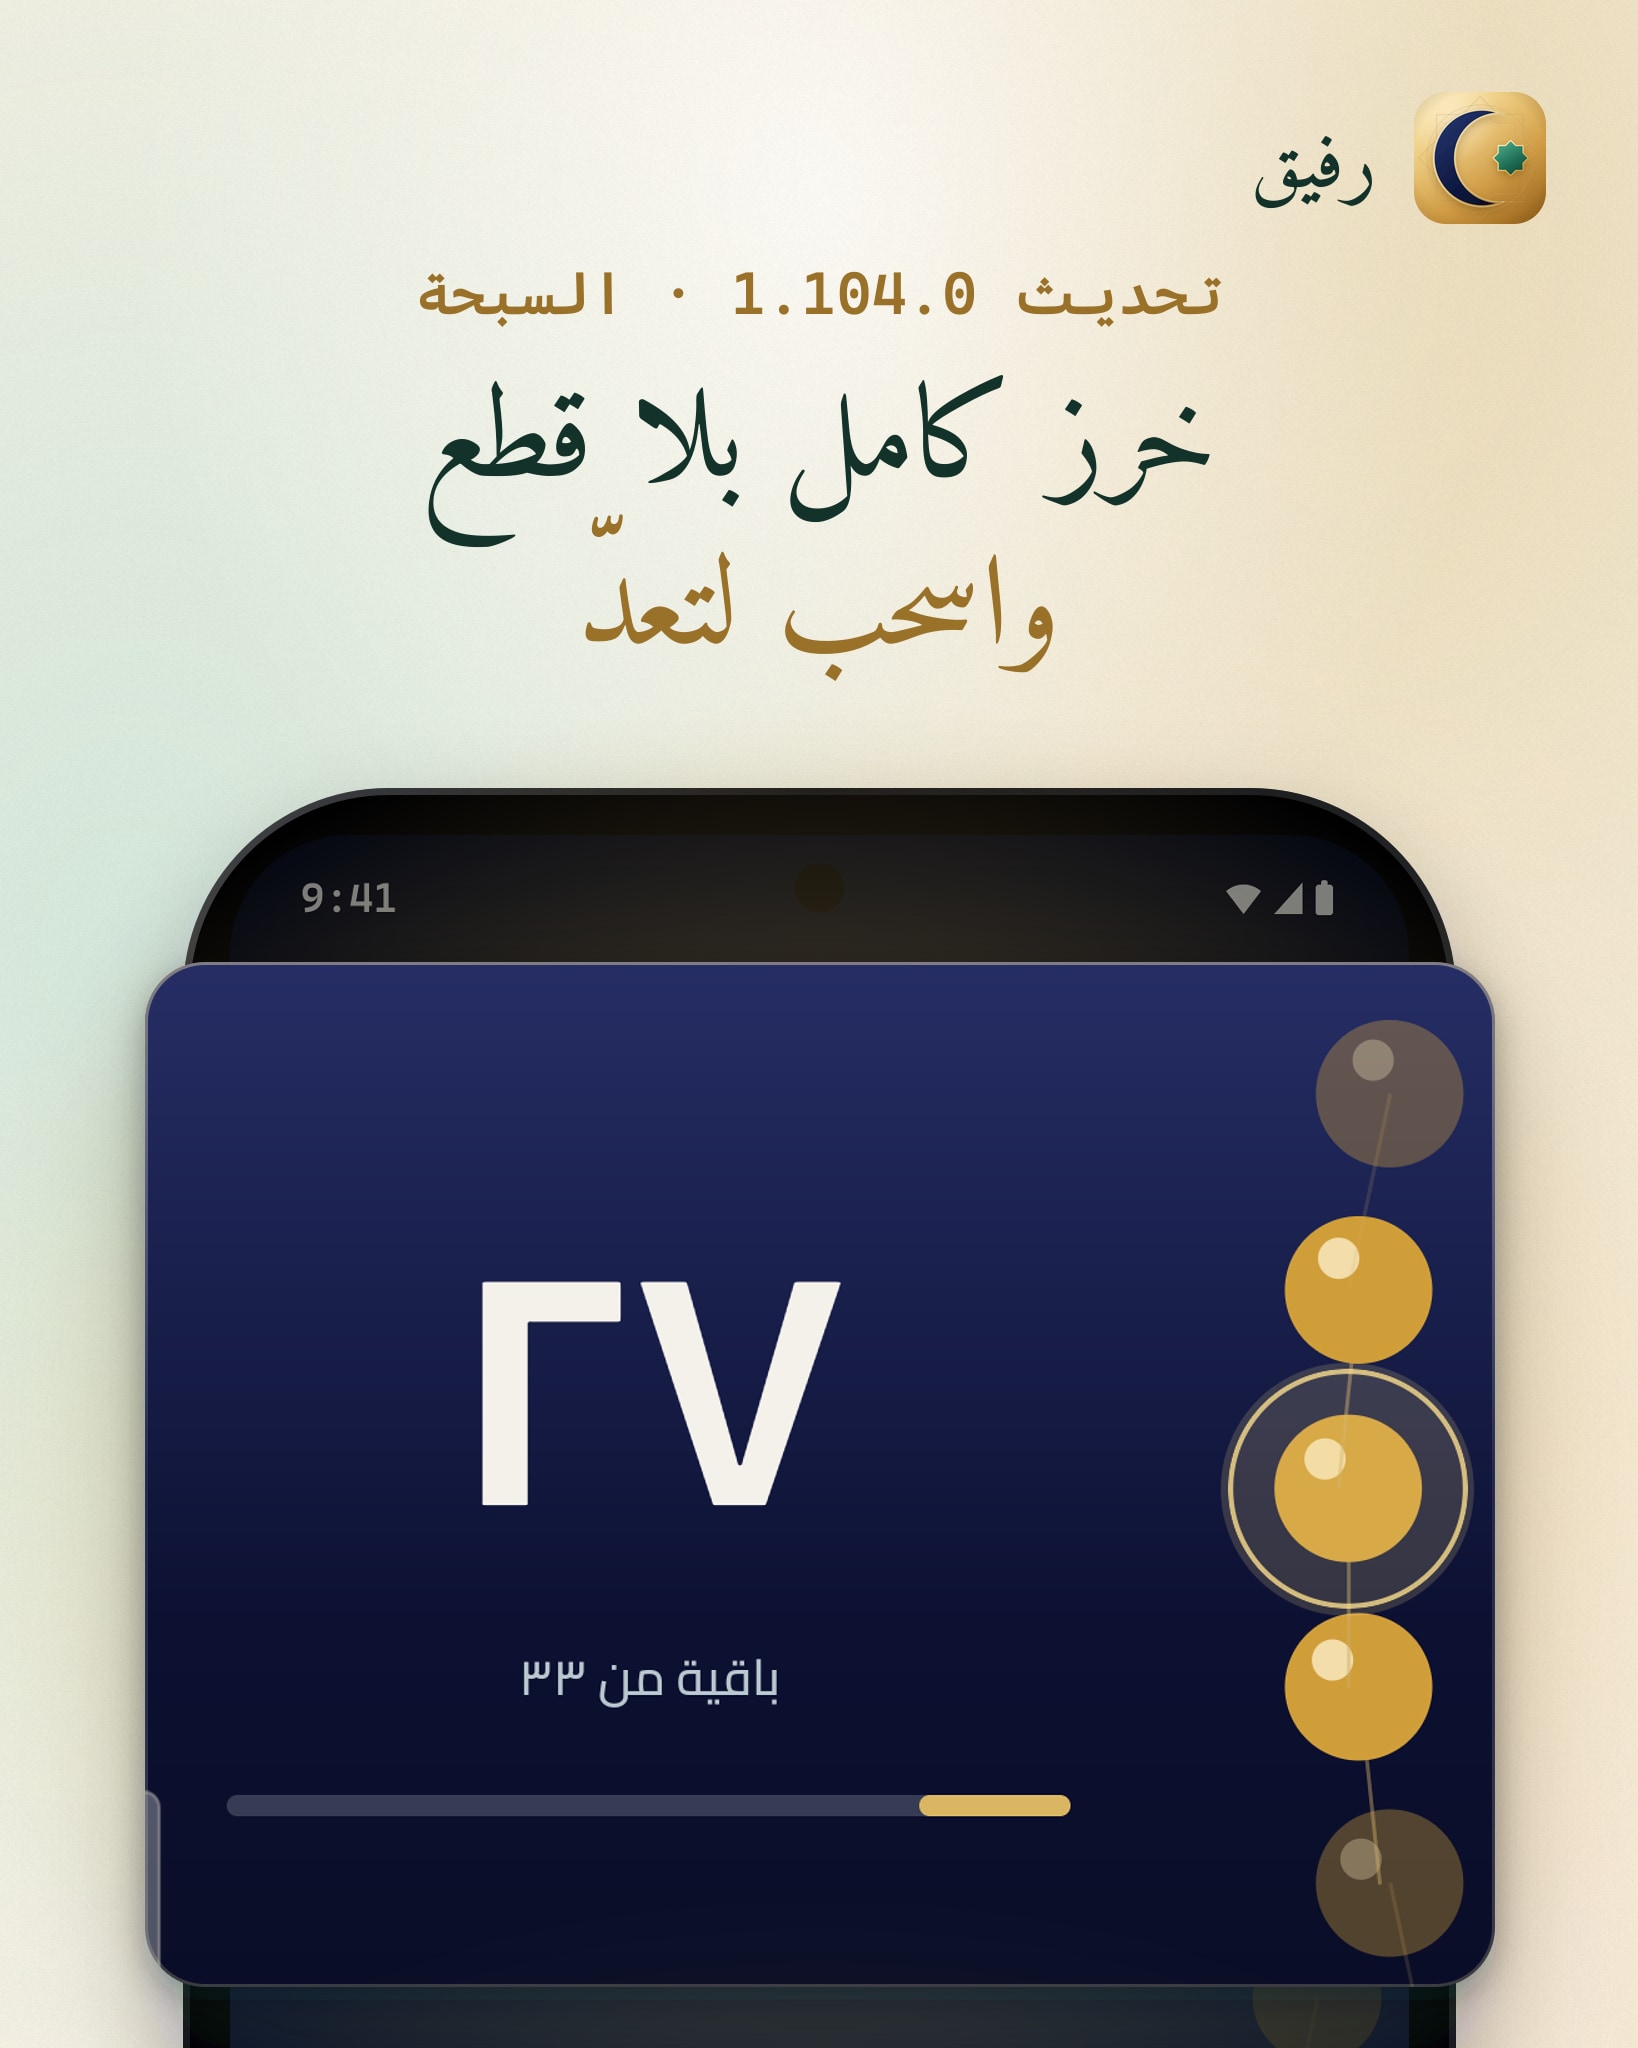 رفيق
تحديث 1.104.0 · السبحة
خرز كامل بلا قطع
واسحب لتعدّ
9:41
٢٧
باقية من ٣٣